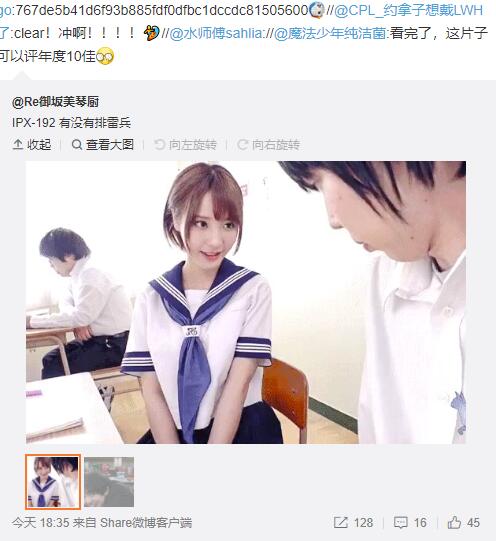 go:767de5b41d6f93b885fdf0dfbc1dccdc81505600//@CPL_约拿子想戴LWH
了:clear！冲啊！！！！//@水师傅sahlia://@魔法少年纯洁菌:看完了，这片子
可以评年度10佳
@Re御坂美琴厨
IPX-192 有没有排雷兵
收起 查看大图 向左旋转 向右旋转
今天 18:35 来自 Share微博客户端 128 16 45